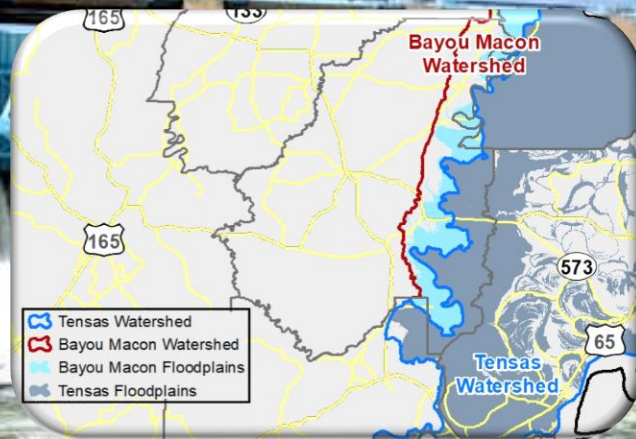 165
133
Bayou Macon
Watershed
165
573
65
Tensas
Watershed
Tensas Watershed
Bayou Macon Watershed
Bayou Macon Floodplains
Tensas Floodplains